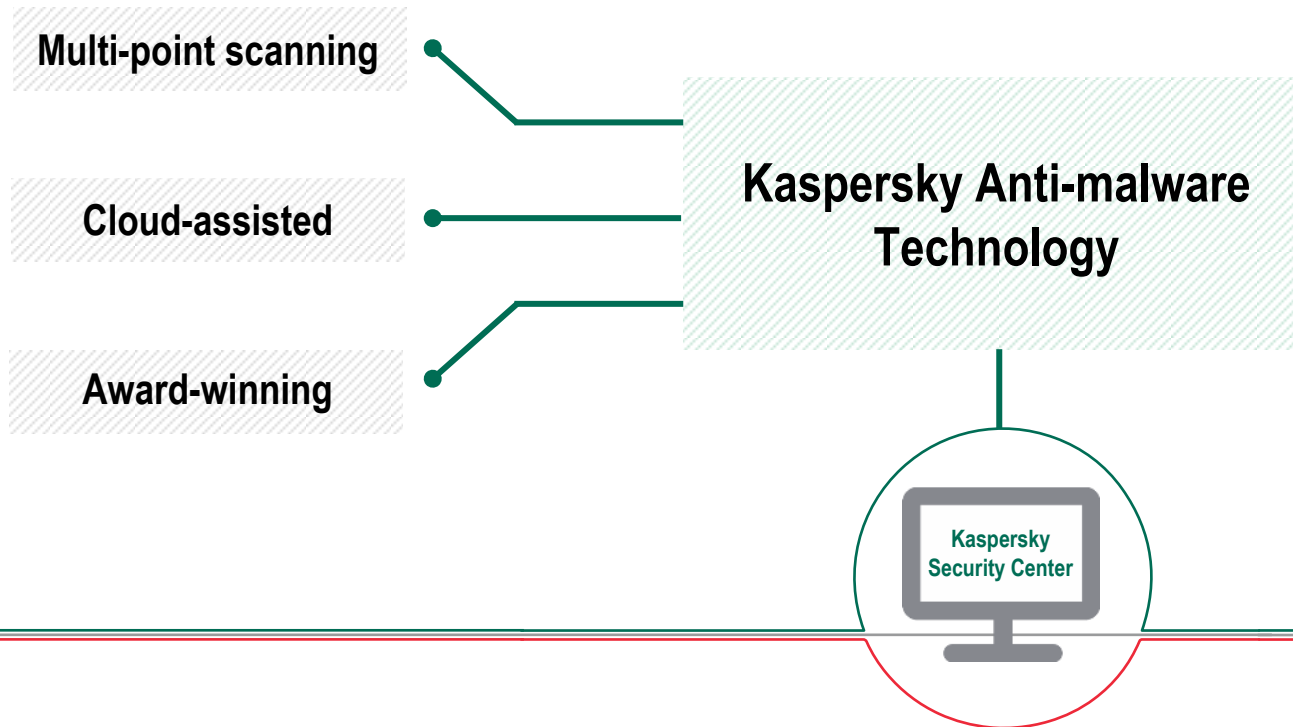 Multi-point scanning
Cloud-assisted
Award-winning
Kaspersky Anti-malware
Technology
Kaspersky
Security Center